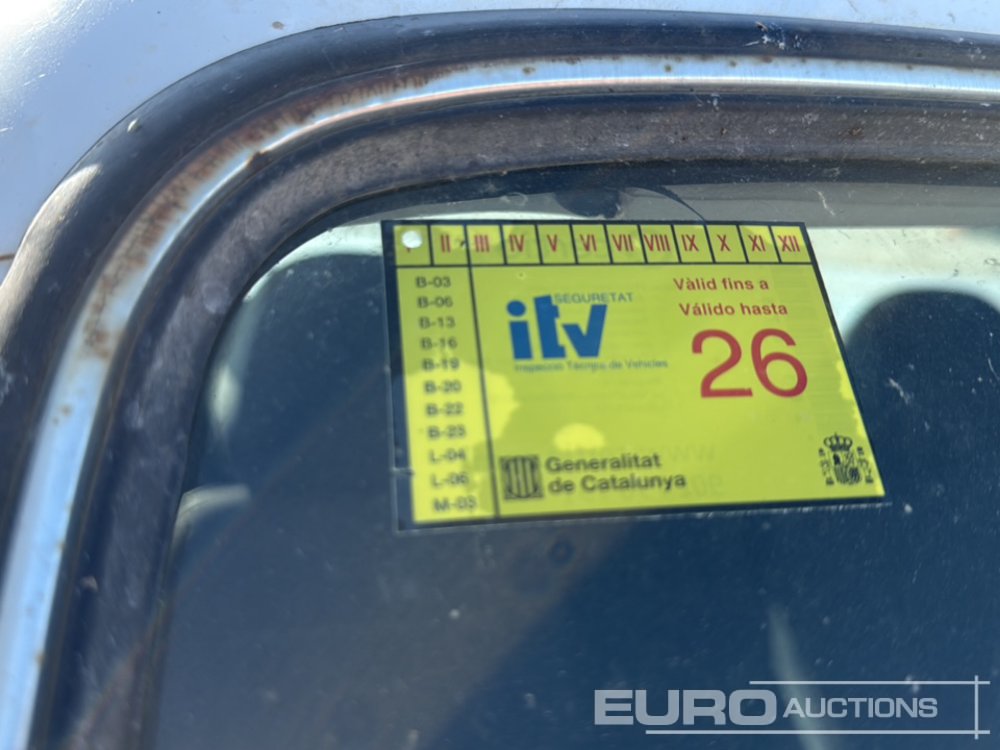 I II III IV V VI VII VIII IX X XI XII
B-03
B-06
B-13
B-16
B-19
B-20
B-22
B-23
L-04
L-06
M-03
SEGURETAT
itv
Inspecció Tècnica de Vehicles
Vàlid fins a
Válido hasta
26
Generalitat
de Catalunya
EURO AUCTIONS